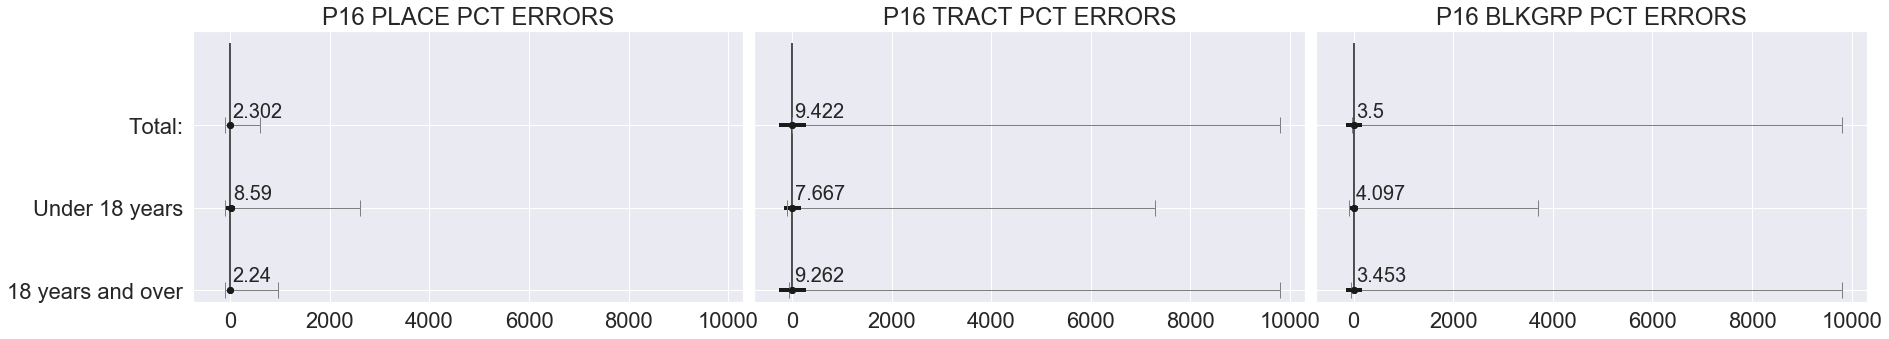 P16 PLACE PCT ERRORS P16 TRACT PCT ERRORS P16 BLKGRP PCT ERRORS
Total: 2.302 9.422 3.5
Under 18 years 8.59 7.667 4.097
18 years and over 2.24 9.262 3.453
0 2000 4000 6000 8000 10000 0 2000 4000 6000 8000 10000 0 2000 4000 6000 8000 10000